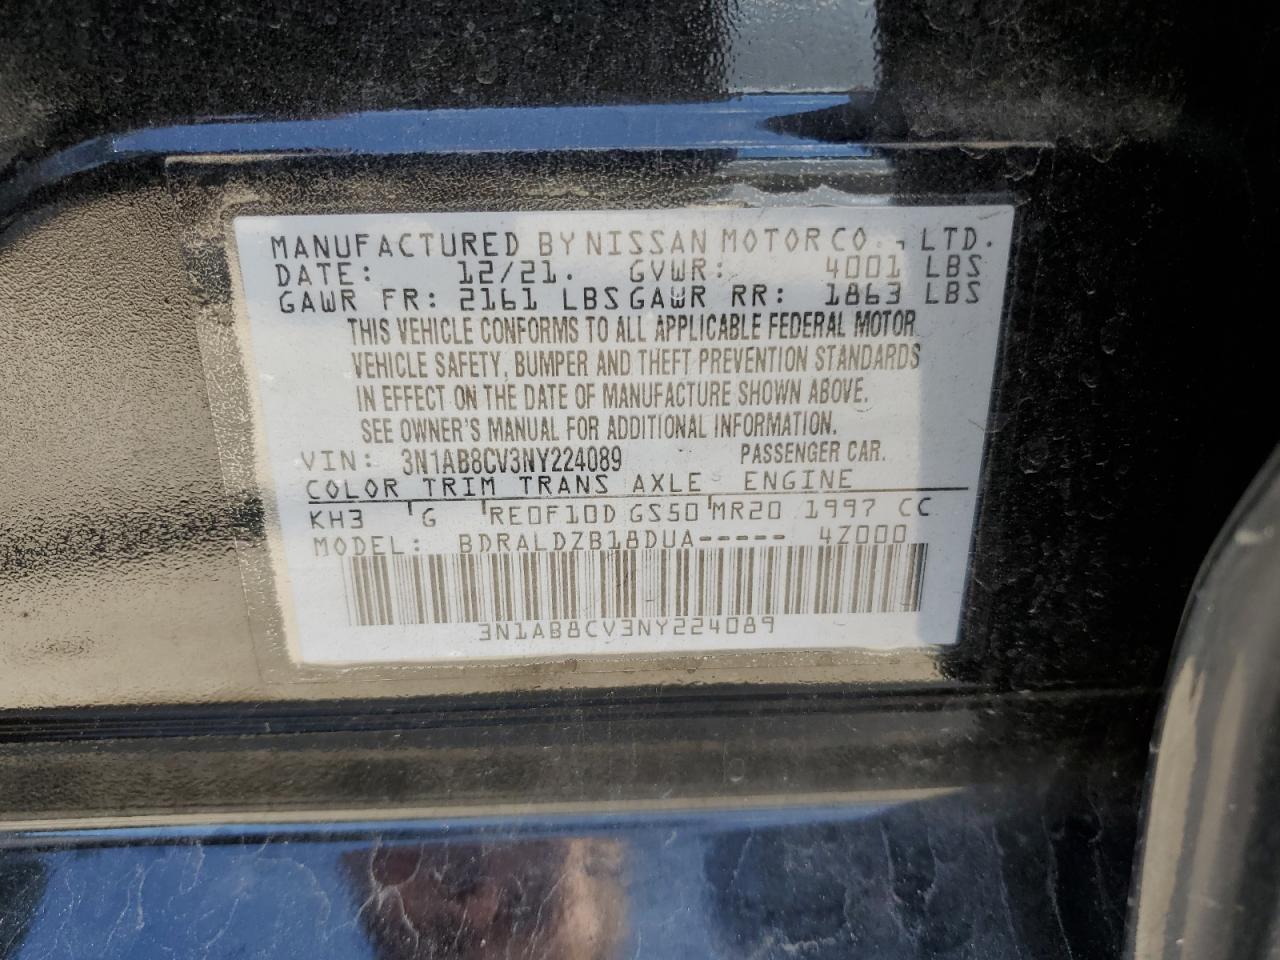 MANUFACTURED BY NISSAN MOTOR CO., LTD.
DATE: 12/21. GVWR: 4001 LBS
GAWR FR: 2161 LBS GAWR RR: 1863 LBS
THIS VEHICLE CONFORMS TO ALL APPLICABLE FEDERAL MOTOR
VEHICLE SAFETY, BUMPER AND THEFT PREVENTION STANDARDS
IN EFFECT ON THE DATE OF MANUFACTURE SHOWN ABOVE.
SEE OWNER'S MANUAL FOR ADDITIONAL INFORMATION.
VIN: 3N1AB8CV3NY224089 PASSENGER CAR.
COLOR TRIM TRANS AXLE ENGINE
KH3 'G 'RE0F10D GS50 'MR20 1997 CC
MODEL: BDRALDZB18DUA----- 4Z000
3N1AB8CV3NY224089